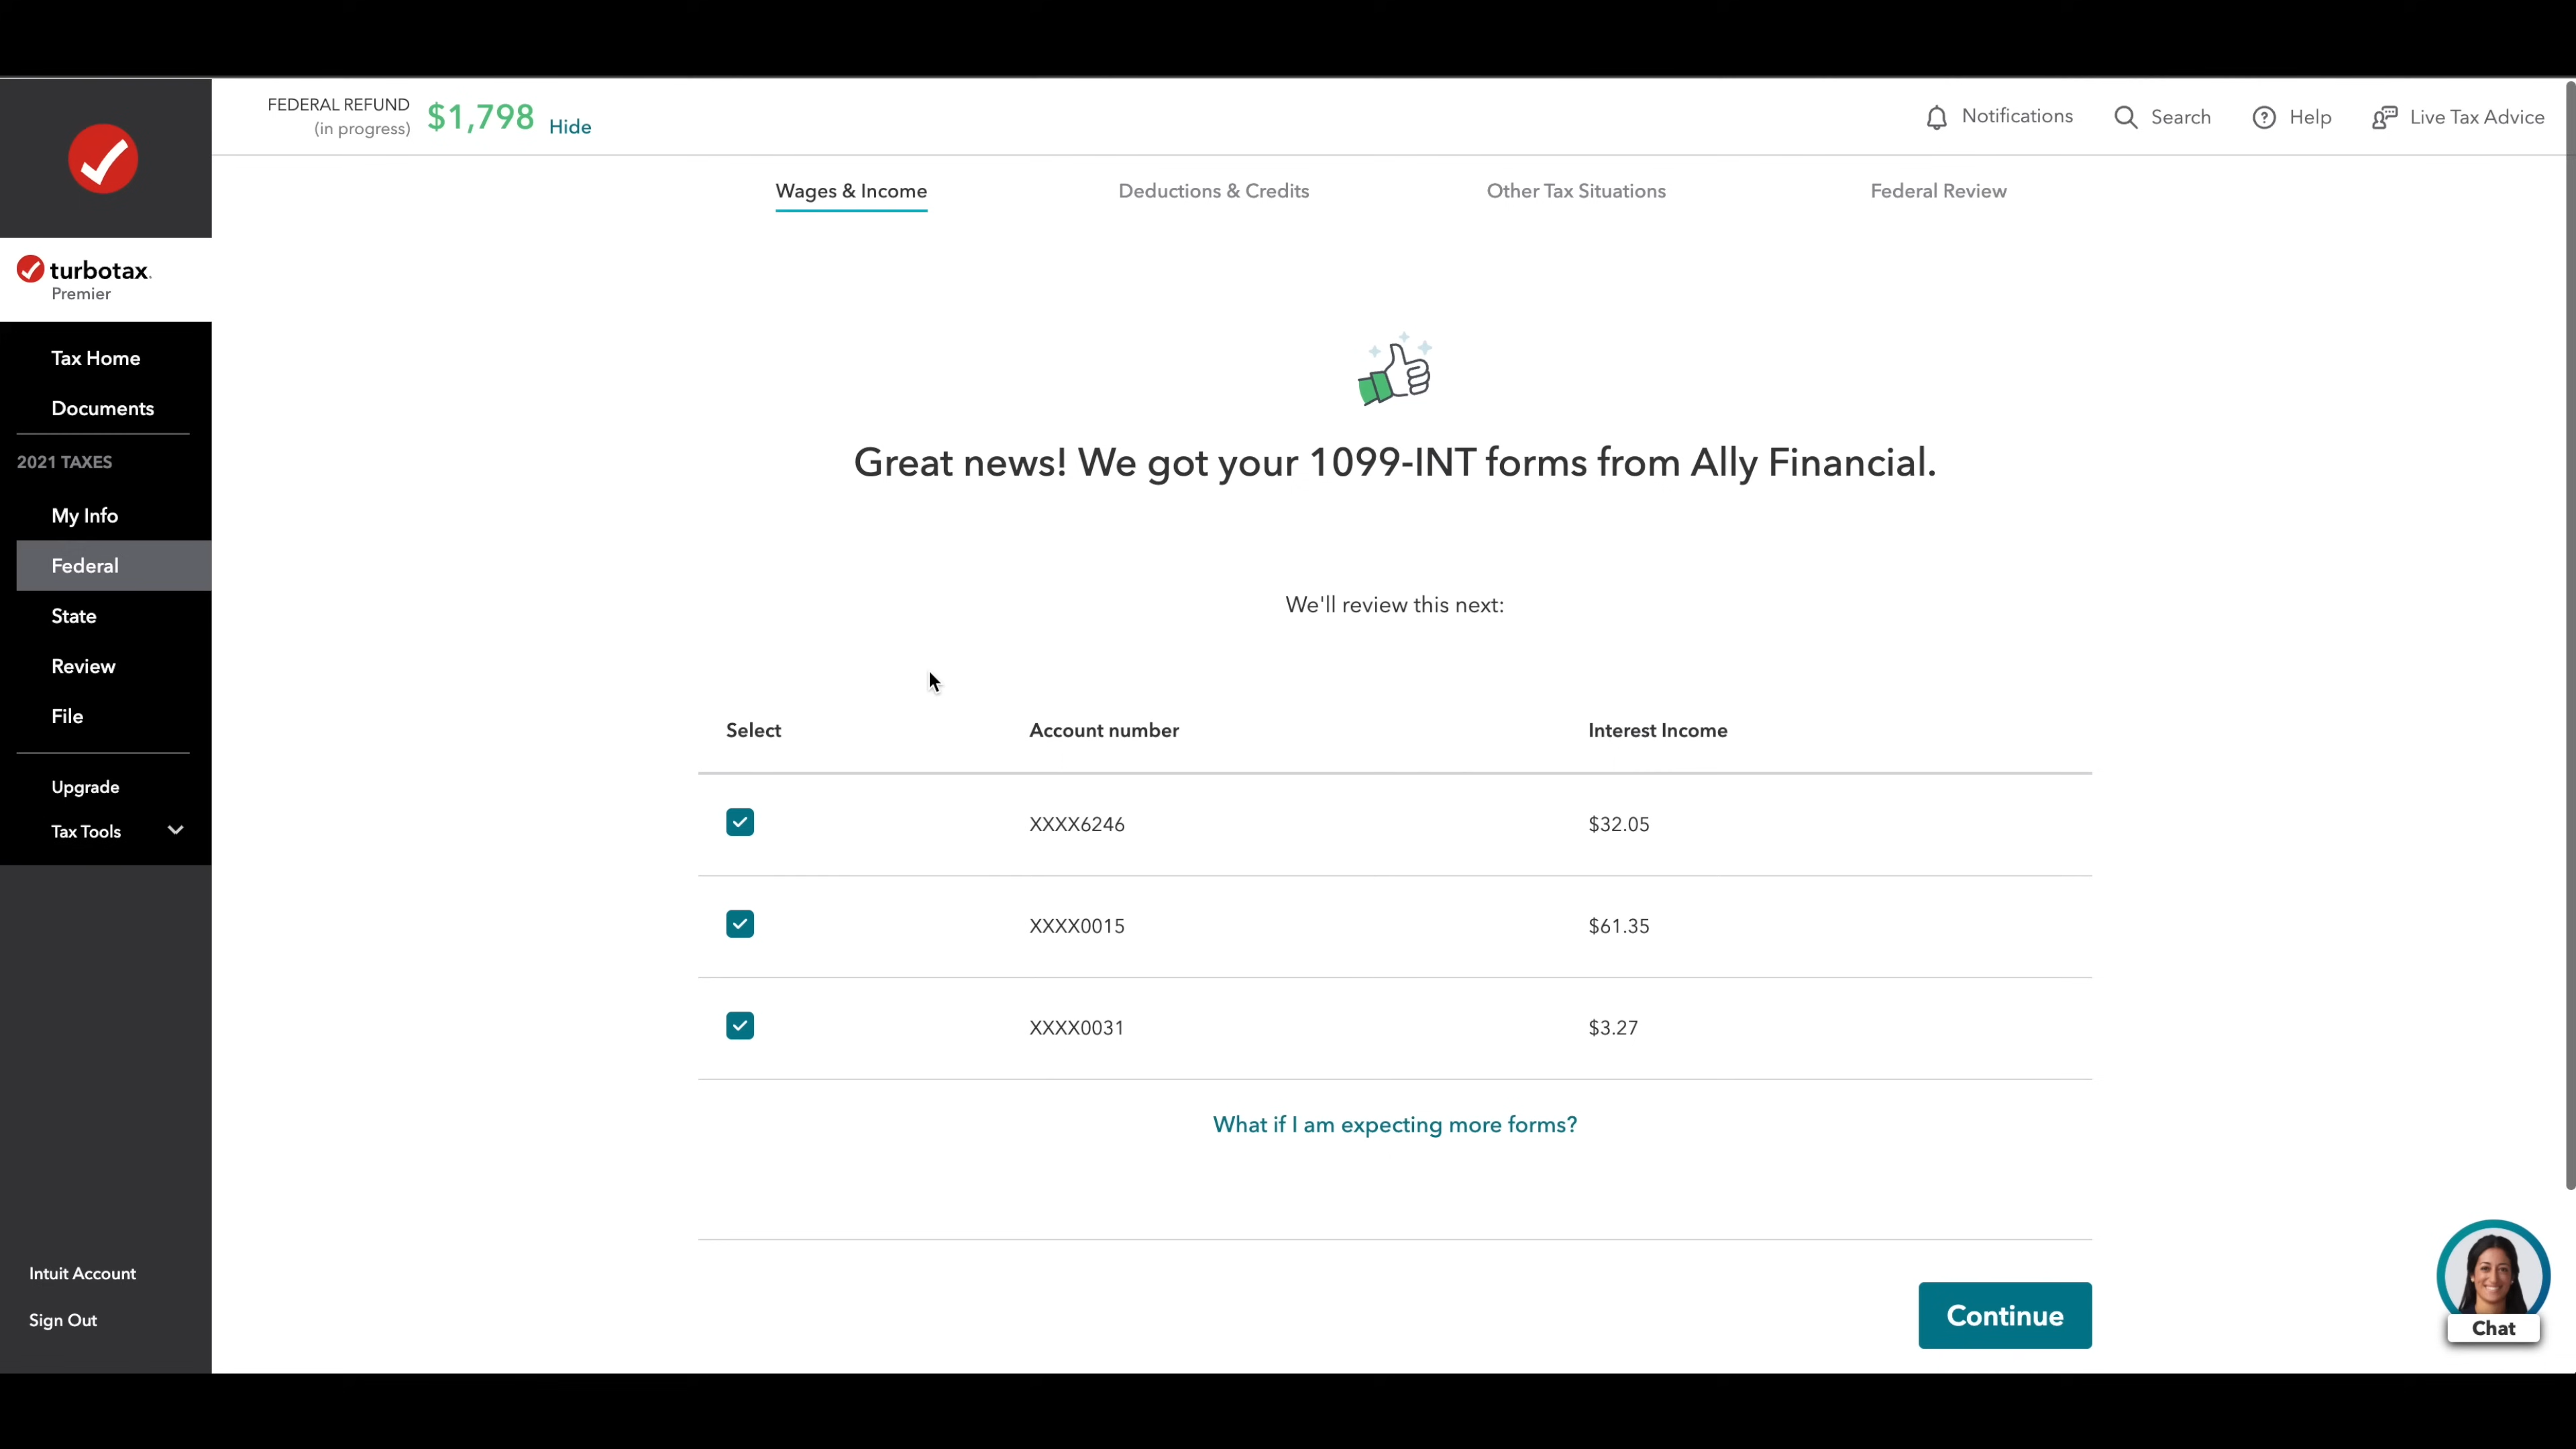 FEDERAL REFUND
(in progress)
$1,798
Hide
Notifications
Search
Help
Live Tax Advice
Wages & Income
Deductions & Credits
Other Tax Situations
Federal Review
turbotax.
Premier
Tax Home
Documents
2021 TAXES
My Info
Federal
State
Review
File
Upgrade
Tax Tools
Intuit Account
Sign Out
Great news! We got your 1099-INT forms from Ally Financial.
We'll review this next:
Select Account number Interest Income
XXXX6246 $32.05
XXXX0015 $61.35
XXXX0031 $3.27
What if I am expecting more forms?
Continue
Chat